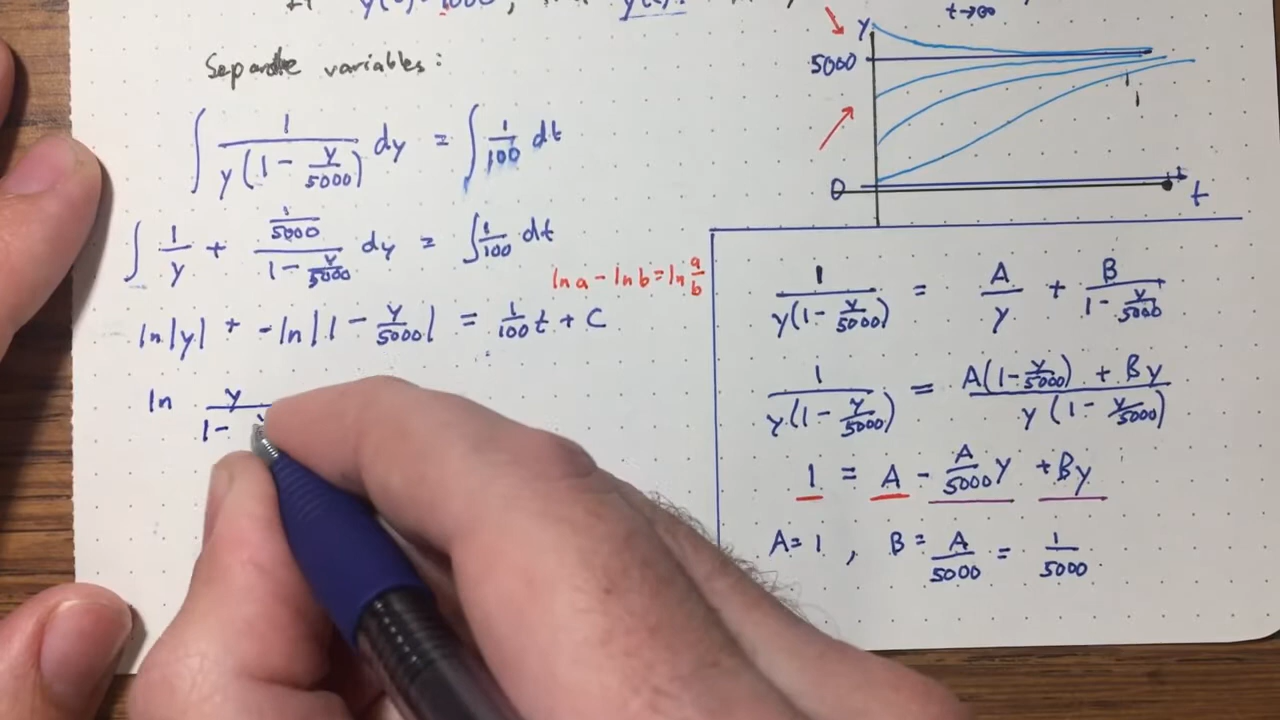 y(0) = 1000,
t→∞
Separate variables:
∫ 1/(y(1 - y/5000)) dy = ∫ 1/100 dt
∫ 1/y + (1/5000)/(1 - y/5000) dy = ∫ 1/100 dt
ln a - ln b = ln a/b
ln|y| + -ln|1 - y/5000| = 1/100 t + C
ln y/(1 - y
y
5000
0
t
1/(y(1 - y/5000)) = A/y + B/(1 - y/5000)
1/(y(1 - y/5000)) = (A(1 - y/5000) + By)/(y(1 - y/5000))
1 = A - A/5000 y + By
A = 1, B = A/5000 = 1/5000